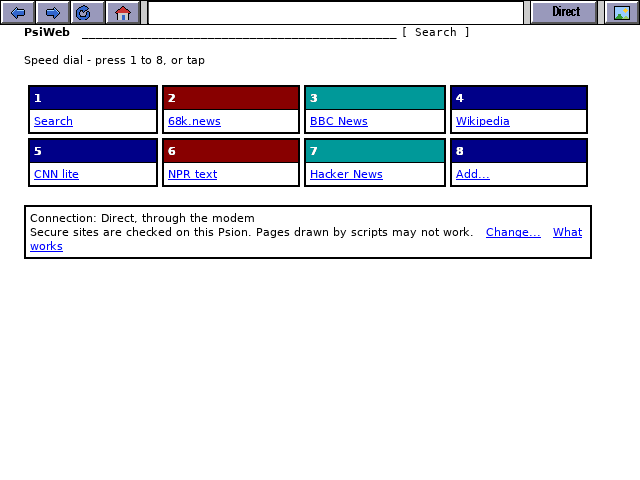 Direct
PsiWeb _____________________________________________ [ Search ]
Speed dial - press 1 to 8, or tap
1 2 3 4
Search 68k.news BBC News Wikipedia
5 6 7 8
CNN lite NPR text Hacker News Add...
Connection: Direct, through the modem
Secure sites are checked on this Psion. Pages drawn by scripts may not work. Change... What
works